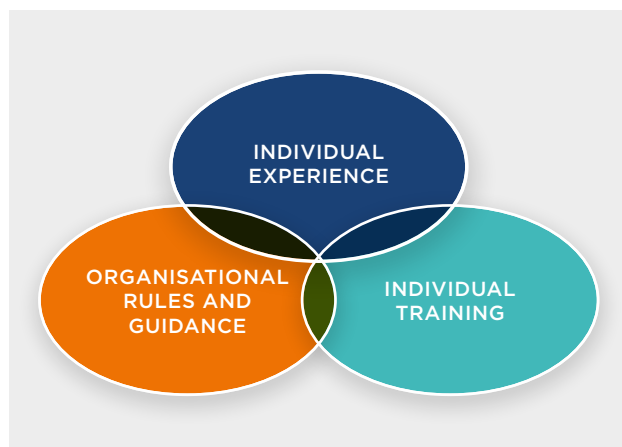 INDIVIDUAL
EXPERIENCE
ORGANISATIONAL
RULES AND
GUIDANCE
INDIVIDUAL
TRAINING